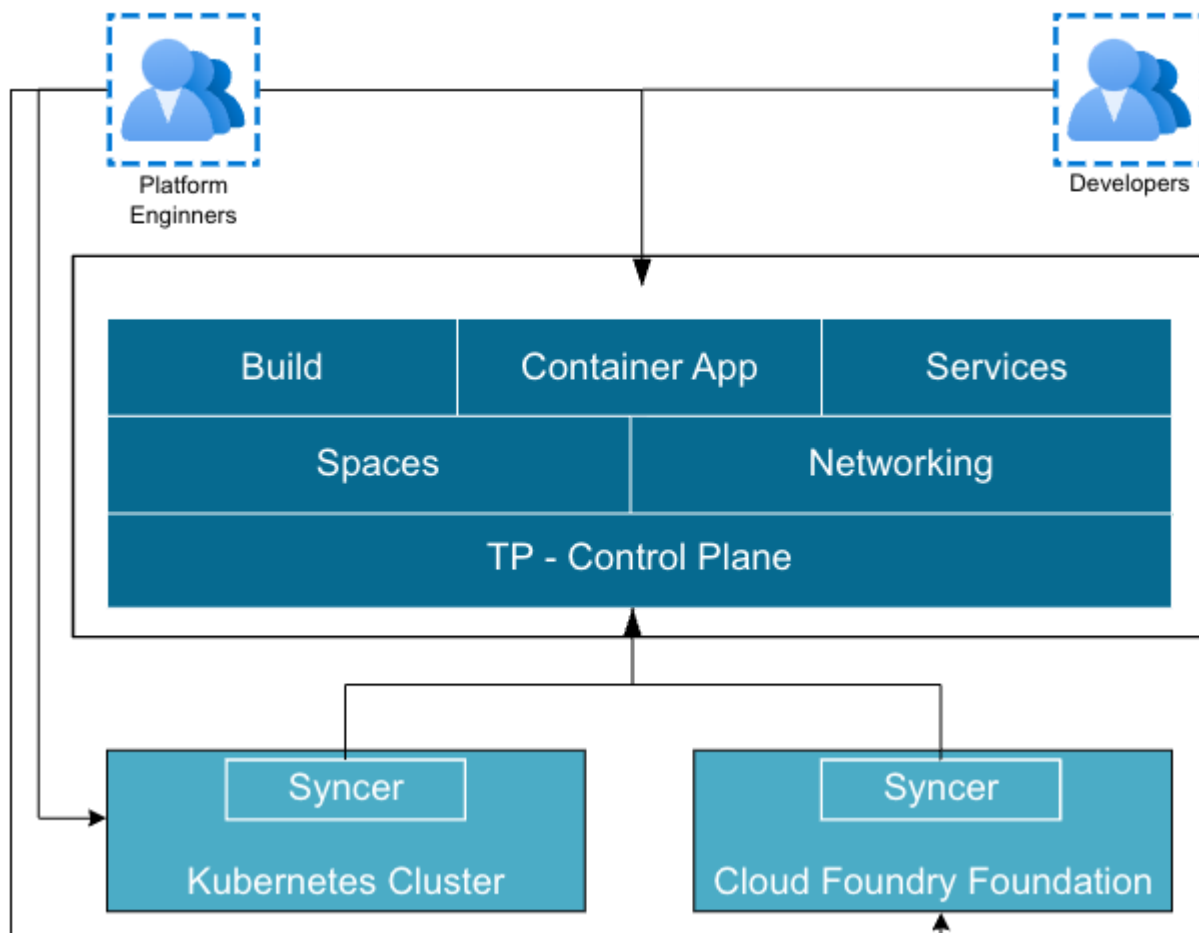 Platform
Enginners
Developers
Build
Container App
Services
Spaces
Networking
TP - Control Plane
Syncer
Syncer
Kubernetes Cluster
Cloud Foundry Foundation